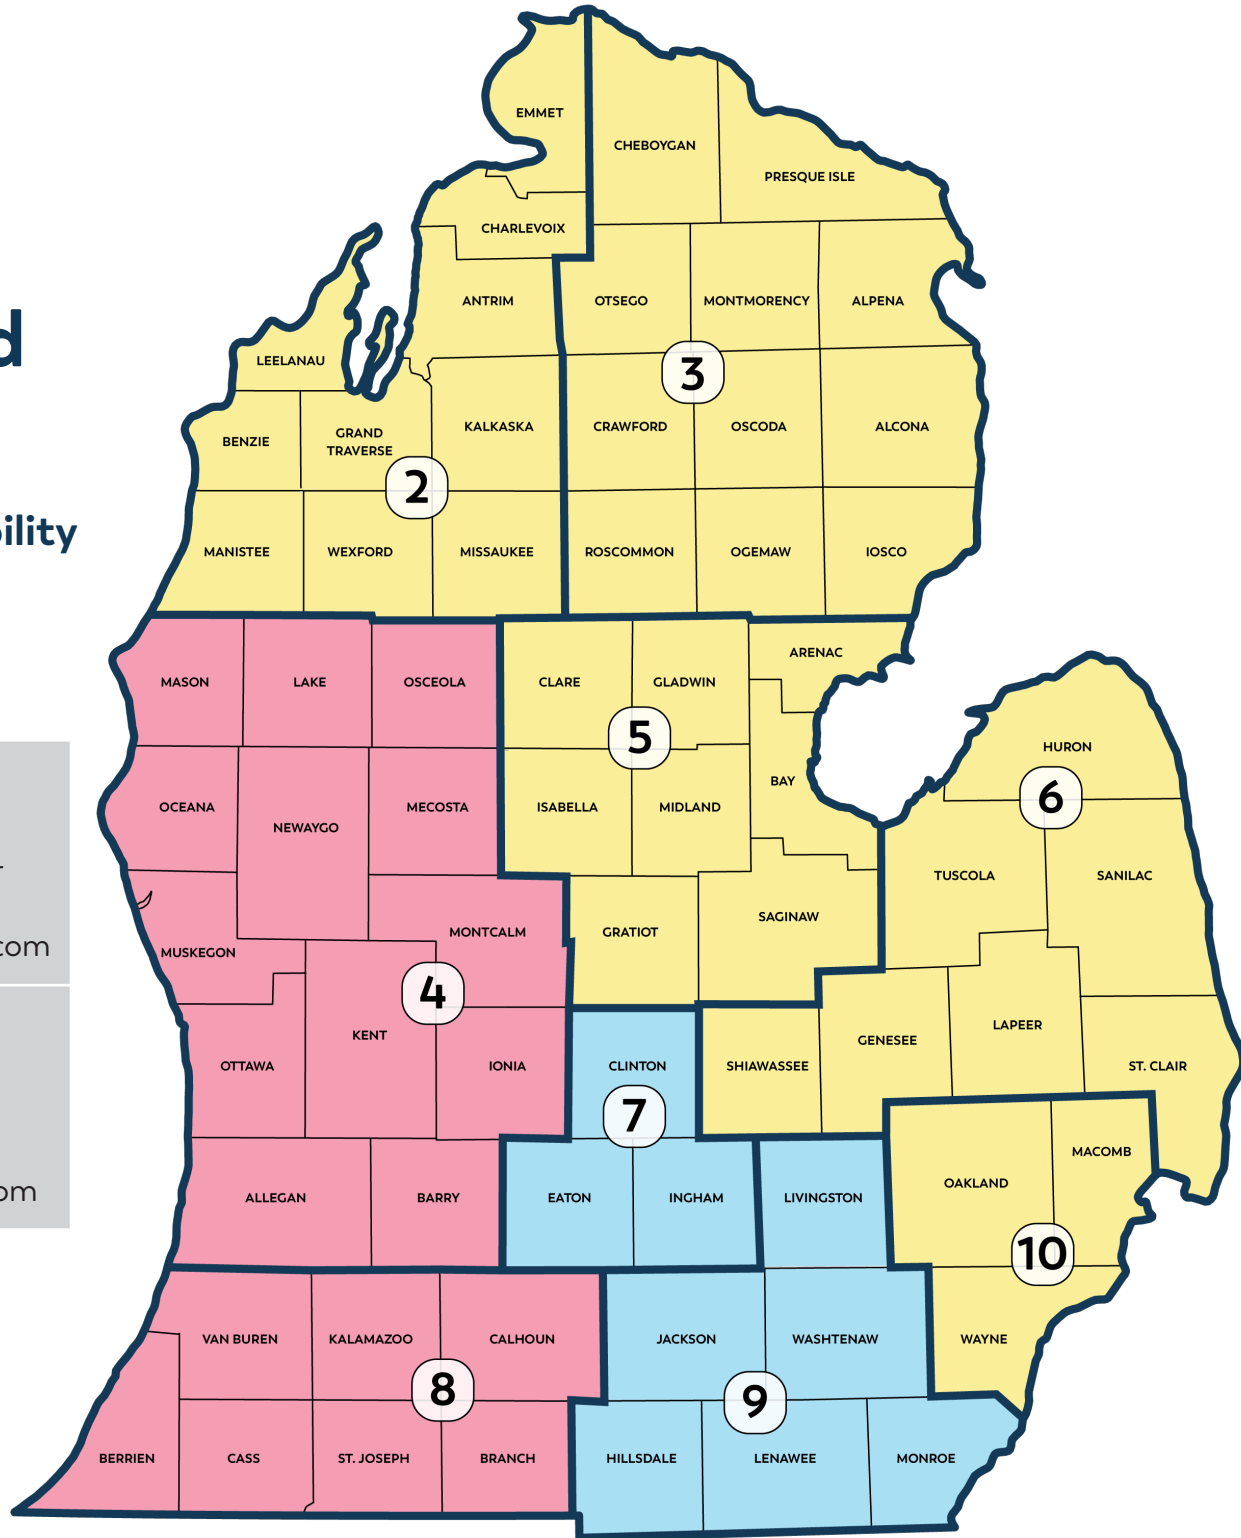 d
ility
com
om
EMMET
CHEBOYGAN
PRESQUE ISLE
CHARLEVOIX
ANTRIM
OTSEGO
MONTMORENCY
ALPENA
LEELANAU
3
BENZIE
GRAND
TRAVERSE
KALKASKA
CRAWFORD
OSCODA
ALCONA
2
MANISTEE
WEXFORD
MISSAUKEE
ROSCOMMON
OGEMAW
IOSCO
MASON
LAKE
OSCEOLA
CLARE
GLADWIN
ARENAC
5
HURON
OCEANA
NEWAYGO
MECOSTA
ISABELLA
MIDLAND
BAY
6
TUSCOLA
SANILAC
MUSKEGON
MONTCALM
GRATIOT
SAGINAW
4
KENT
OTTAWA
IONIA
CLINTON
SHIAWASSEE
GENESEE
LAPEER
ST. CLAIR
7
ALLEGAN
BARRY
EATON
INGHAM
LIVINGSTON
OAKLAND
MACOMB
10
VAN BUREN
KALAMAZOO
CALHOUN
JACKSON
WASHTENAW
WAYNE
8
9
BERRIEN
CASS
ST. JOSEPH
BRANCH
HILLSDALE
LENAWEE
MONROE